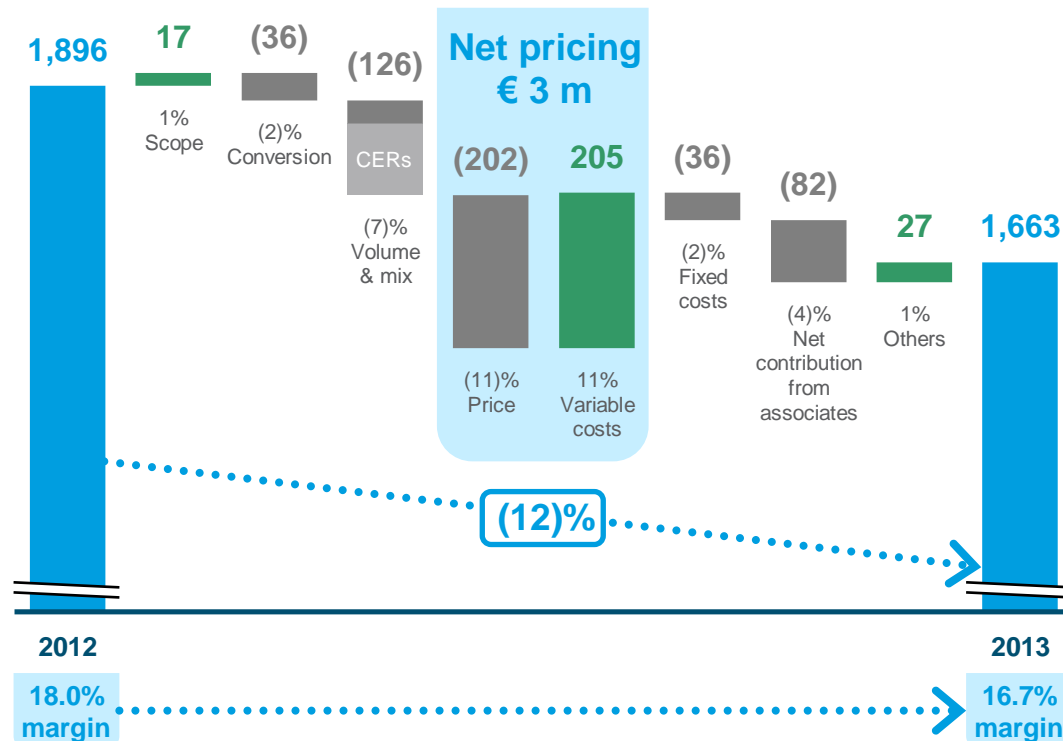 1,896
17
1%
Scope
(36)
(2)%
Conversion
(126)
CERs
(7)%
Volume
& mix
Net pricing
€ 3 m
(202)
(11)%
Price
205
11%
Variable
costs
(36)
(2)%
Fixed
costs
(82)
(4)%
Net
contribution
from
associates
27
1%
Others
1,663
(12)%
2012
2013
18.0%
margin
16.7%
margin